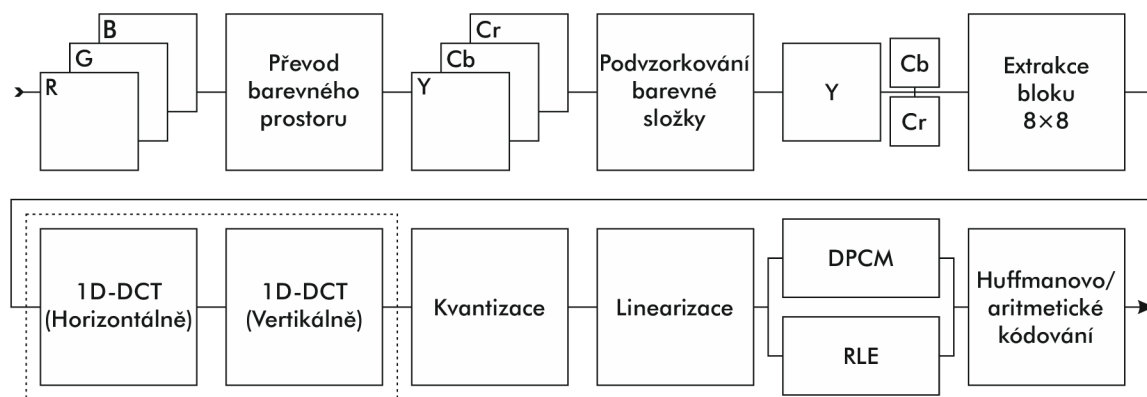 R
G
B
Převod
barevného
prostoru
Y
Cb
Cr
Podvzorkování
barevné
složky
Y
Cb
Cr
Extrakce
bloku
8×8
1D-DCT
(Horizontálně)
1D-DCT
(Vertikálně)
Kvantizace
Linearizace
DPCM
RLE
Huffmanovo/
aritmetické
kódování